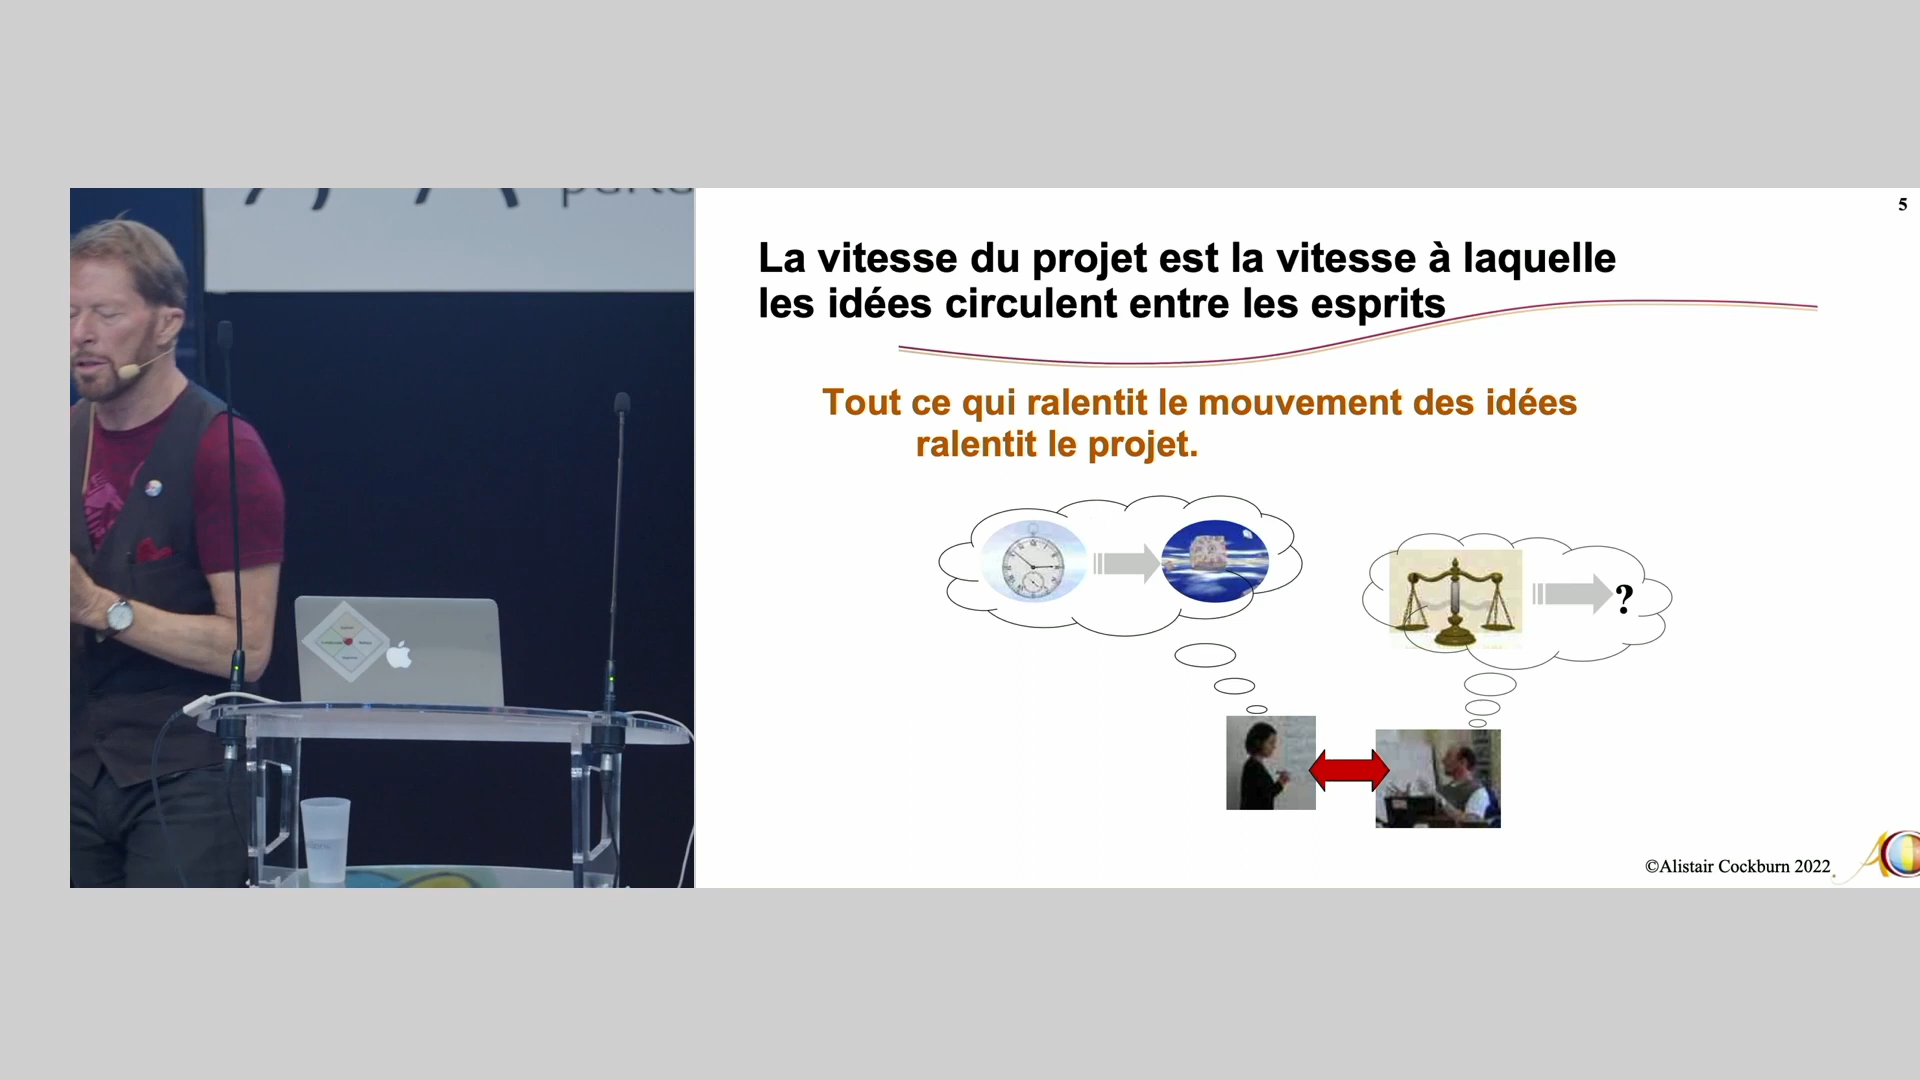 5
La vitesse du projet est la vitesse à laquelle
les idées circulent entre les esprits
Tout ce qui ralentit le mouvement des idées
ralentit le projet.
?
©Alistair Cockburn 2022